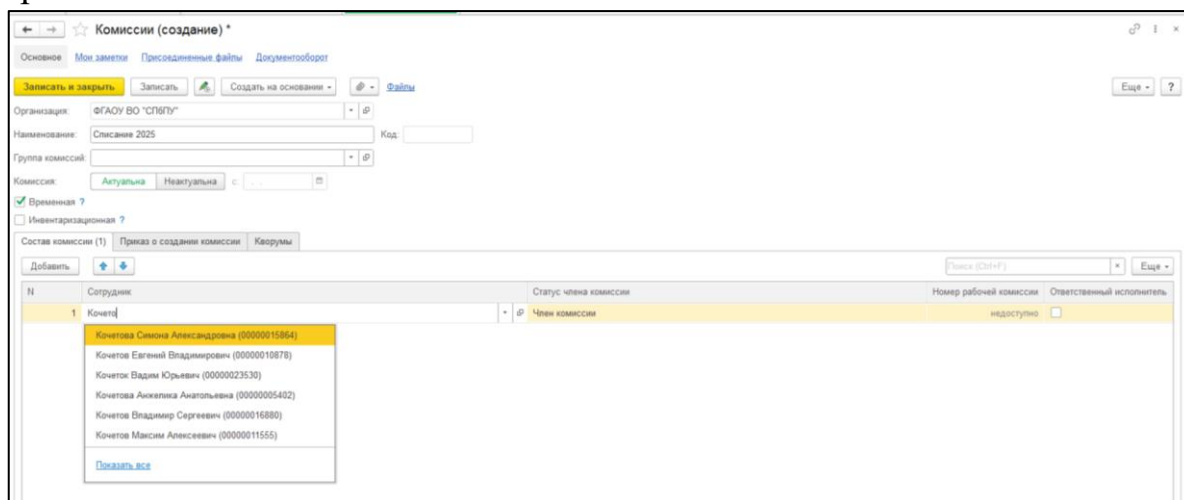 Комиссии (создание) *
Основное Мои заметки Присоединенные файлы Документооборот
Записать и закрыть Записать Создать на основании Файлы Еще ?
Организация: ФГАОУ ВО "СПбПУ"
Наименование: Списание 2025 Код:
Группа комиссий:
Комиссия: Актуальна Неактуальна с: . .
Временная ?
Инвентаризационная ?
Состав комиссии (1) Приказ о создании комиссии Кворумы
Добавить Поиск (Ctrl+F) × Еще
N Сотрудник Статус члена комиссии Номер рабочей комиссии Ответственный исполнитель
1 Кочето Член комиссии недоступно
Кочетова Симона Александровна (00000015864)
Кочетов Евгений Владимирович (00000010878)
Кочеток Вадим Юрьевич (00000023530)
Кочетова Анжелика Анатольевна (00000005402)
Кочетов Владимир Сергеевич (00000016880)
Кочетов Максим Алексеевич (00000011555)
Показать все